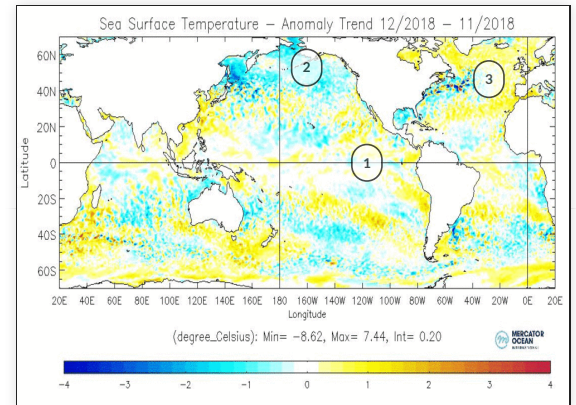 Sea Surface Temperature – Anomaly Trend 12/2018 – 11/2018
60N
40N
20N
0
20S
40S
60S
Latitude
1
2
3
20E 40E 60E 80E 100E 120E 140E 160E 180E 160W 140W 120W 100W 80W 60W 40W 20W 0E 20E
Longitude
(degree_Celsius): Min= −8.62, Max= 7.44, Int= 0.20
MERCATOR
OCEAN
INTERNATIONAL
−4 −3 −2 −1 0 1 2 3 4